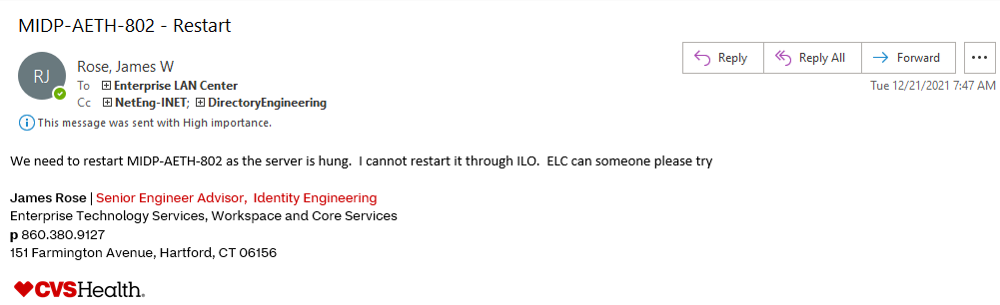 MIDP-AETH-802 - Restart
RJ
Rose, James W
To Enterprise LAN Center
Cc NetEng-INET; DirectoryEngineering
Reply
Reply All
Forward
Tue 12/21/2021 7:47 AM
This message was sent with High importance.
We need to restart MIDP-AETH-802 as the server is hung.  I cannot restart it through ILO.  ELC can someone please try
James Rose | Senior Engineer Advisor,  Identity Engineering
Enterprise Technology Services, Workspace and Core Services
p 860.380.9127
151 Farmington Avenue, Hartford, CT 06156
CVSHealth.